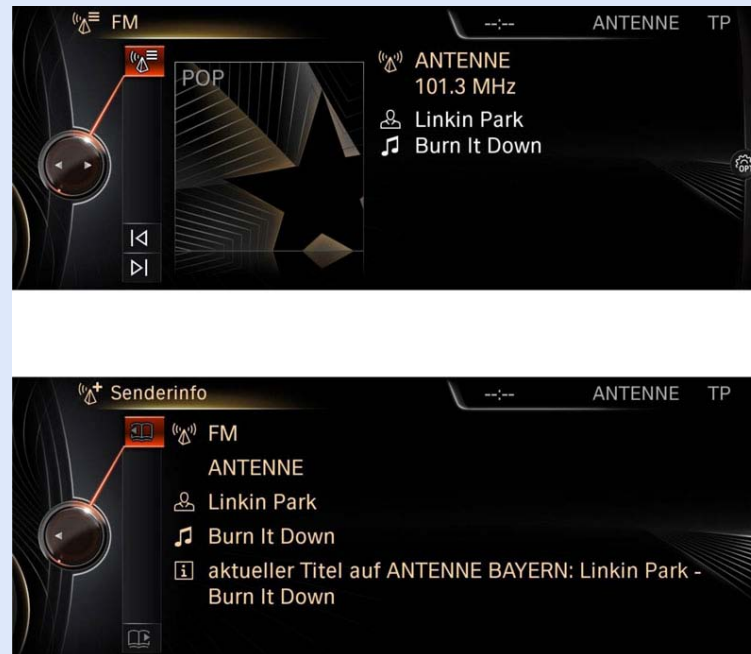 FM
--:--
ANTENNE TP
POP
ANTENNE
101.3 MHz
Linkin Park
Burn It Down
OPT
Senderinfo
--:--
ANTENNE TP
FM
ANTENNE
Linkin Park
Burn It Down
aktueller Titel auf ANTENNE BAYERN: Linkin Park -
Burn It Down